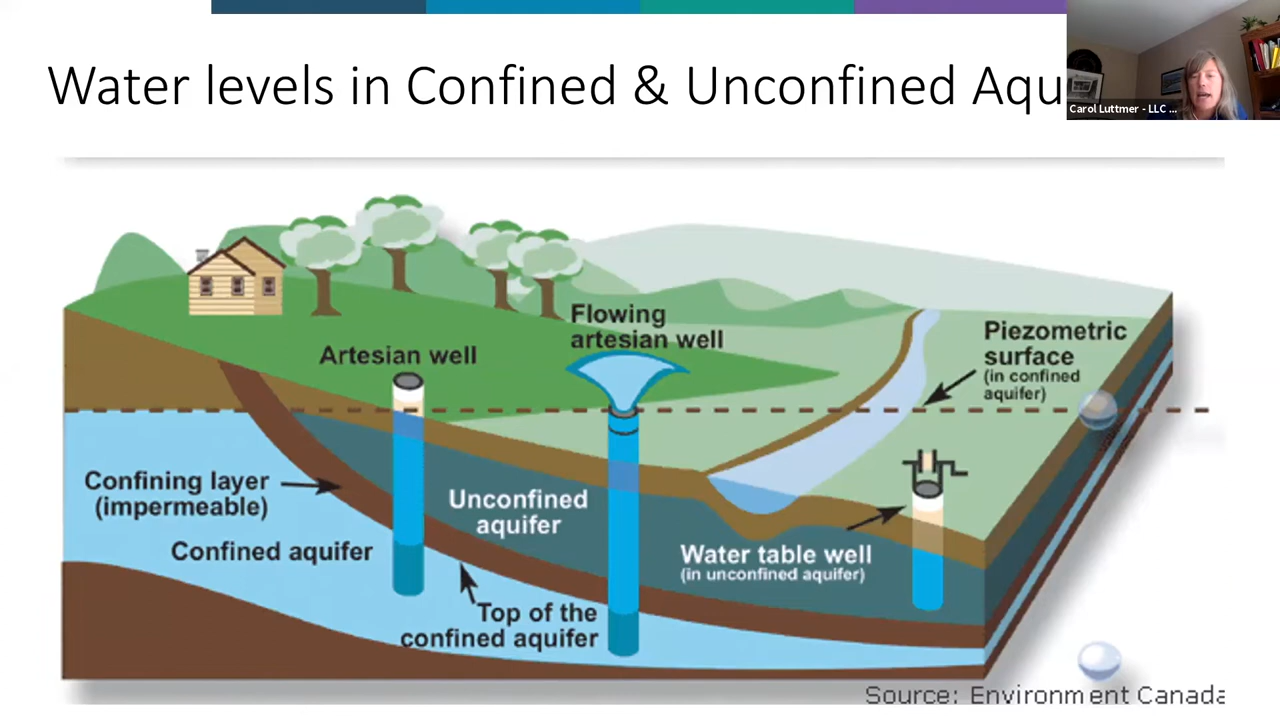 Water levels in Confined & Unconfined Aqu
Carol Luttmer - LLC ...
Flowing
artesian well
Artesian well
Piezometric
surface
(in confined
aquifer)
Confining layer
(impermeable)
Unconfined
aquifer
Confined aquifer
Water table well
(in unconfined aquifer)
Top of the
confined aquifer
Source: Environment Canada